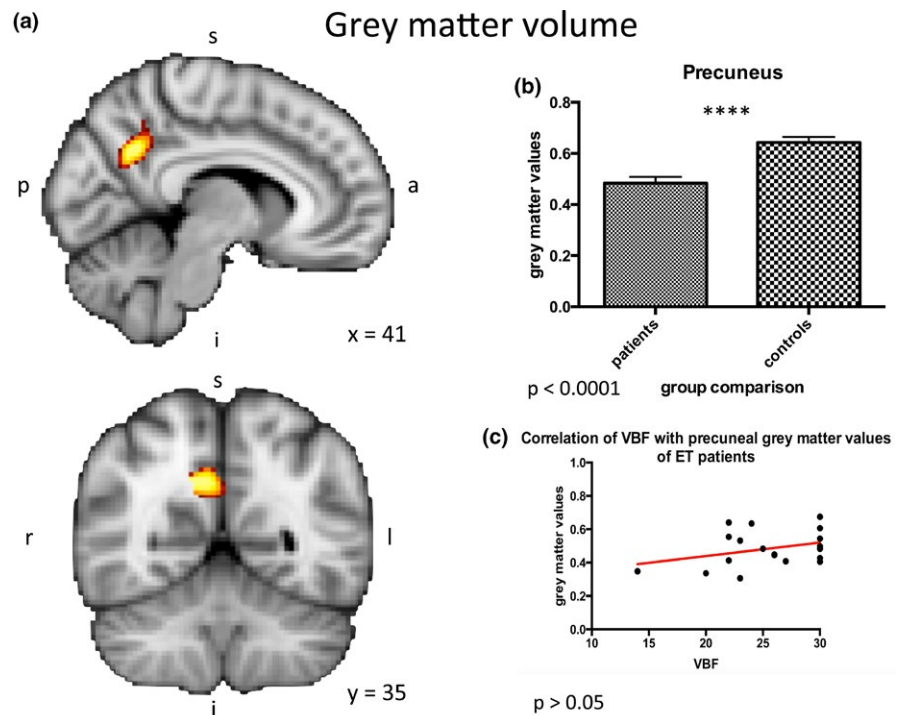 (a)
Grey matter volume
s
p
a
i
x = 41
s
r
l
i
y = 35
(b)
Precuneus
****
grey matter values
0.8
0.6
0.4
0.2
0.0
patients
controls
p < 0.0001
group comparison
(c)
Correlation of VBF with precuneal grey matter values
of ET patients
grey matter values
1.0
0.8
0.6
0.4
0.2
0.0
10 15 20 25 30
VBF
p > 0.05